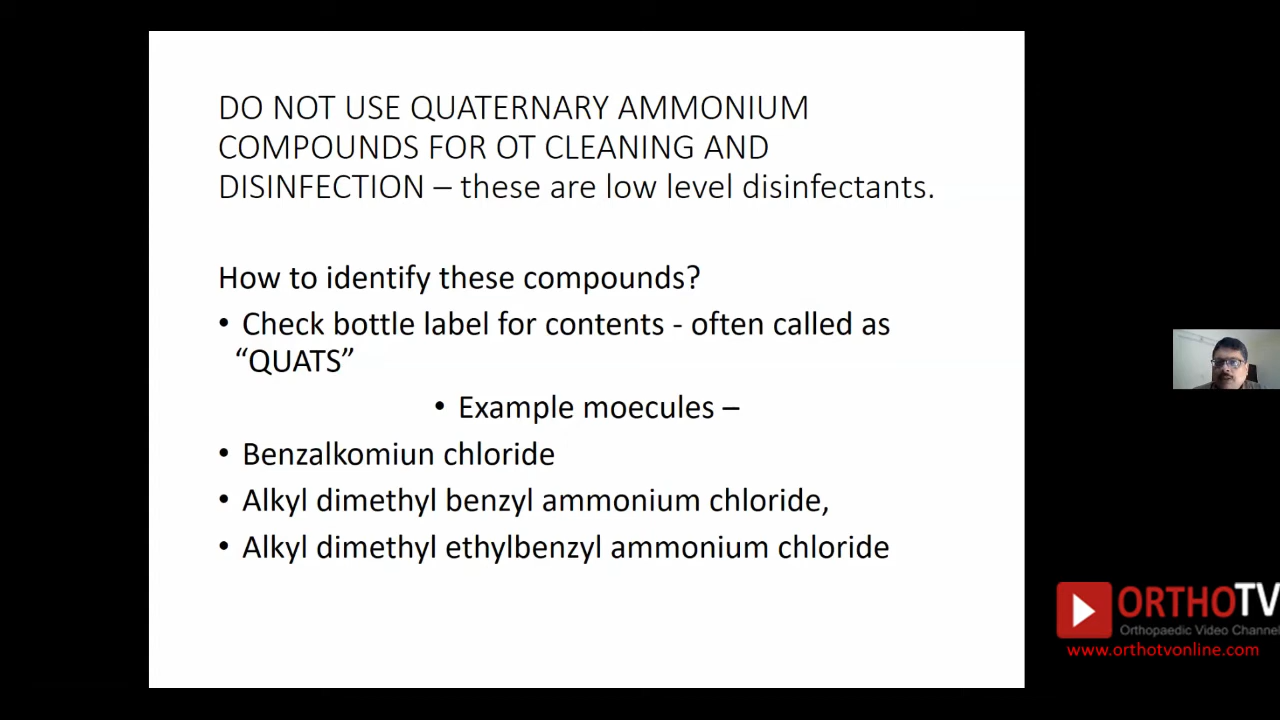 DO NOT USE QUATERNARY AMMONIUM
COMPOUNDS FOR OT CLEANING AND
DISINFECTION – these are low level disinfectants.
How to identify these compounds?
• Check bottle label for contents - often called as
“QUATS”
• Example moecules –
• Benzalkomiun chloride
• Alkyl dimethyl benzyl ammonium chloride,
• Alkyl dimethyl ethylbenzyl ammonium chloride
ORTHOTV
Orthopaedic Video Channel
www.orthotvonline.com